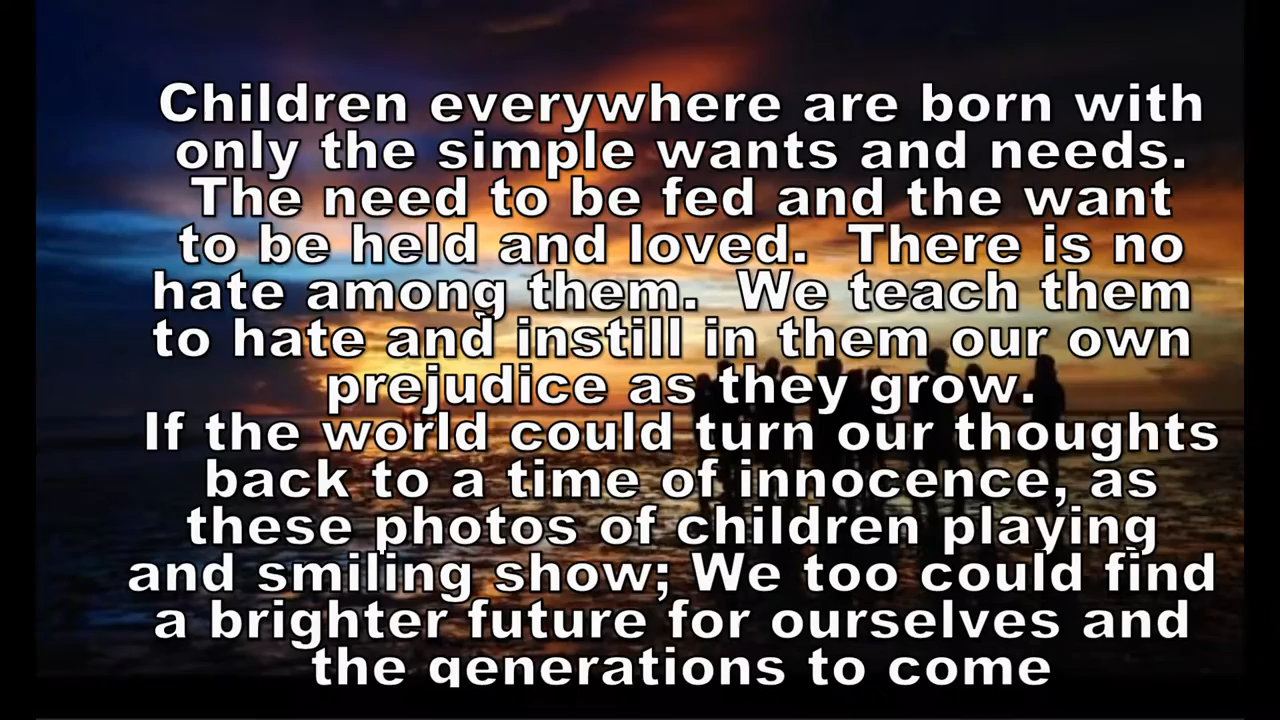 Children everywhere are born with
only the simple wants and needs.
The need to be fed and the want
to be held and loved.  There is no
hate among them.  We teach them
to hate and instill in them our own
prejudice as they grow.
If the world could turn our thoughts
back to a time of innocence, as
these photos of children playing
and smiling show; We too could find
a brighter future for ourselves and
the generations to come